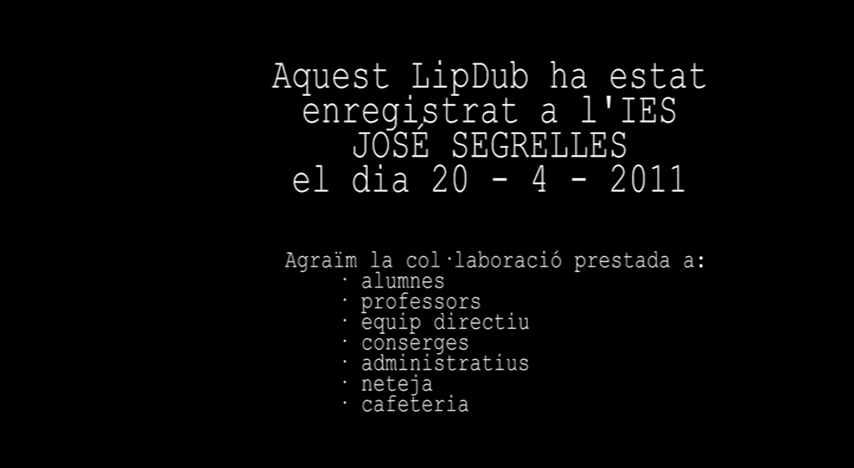 Aquest LipDub ha estat
enregistrat a l'IES
JOSÉ SEGRELLES
el dia 20 - 4 - 2011
Agraïm la col·laboració prestada a:
· alumnes
· professors
· equip directiu
· conserges
· administratius
· neteja
· cafeteria